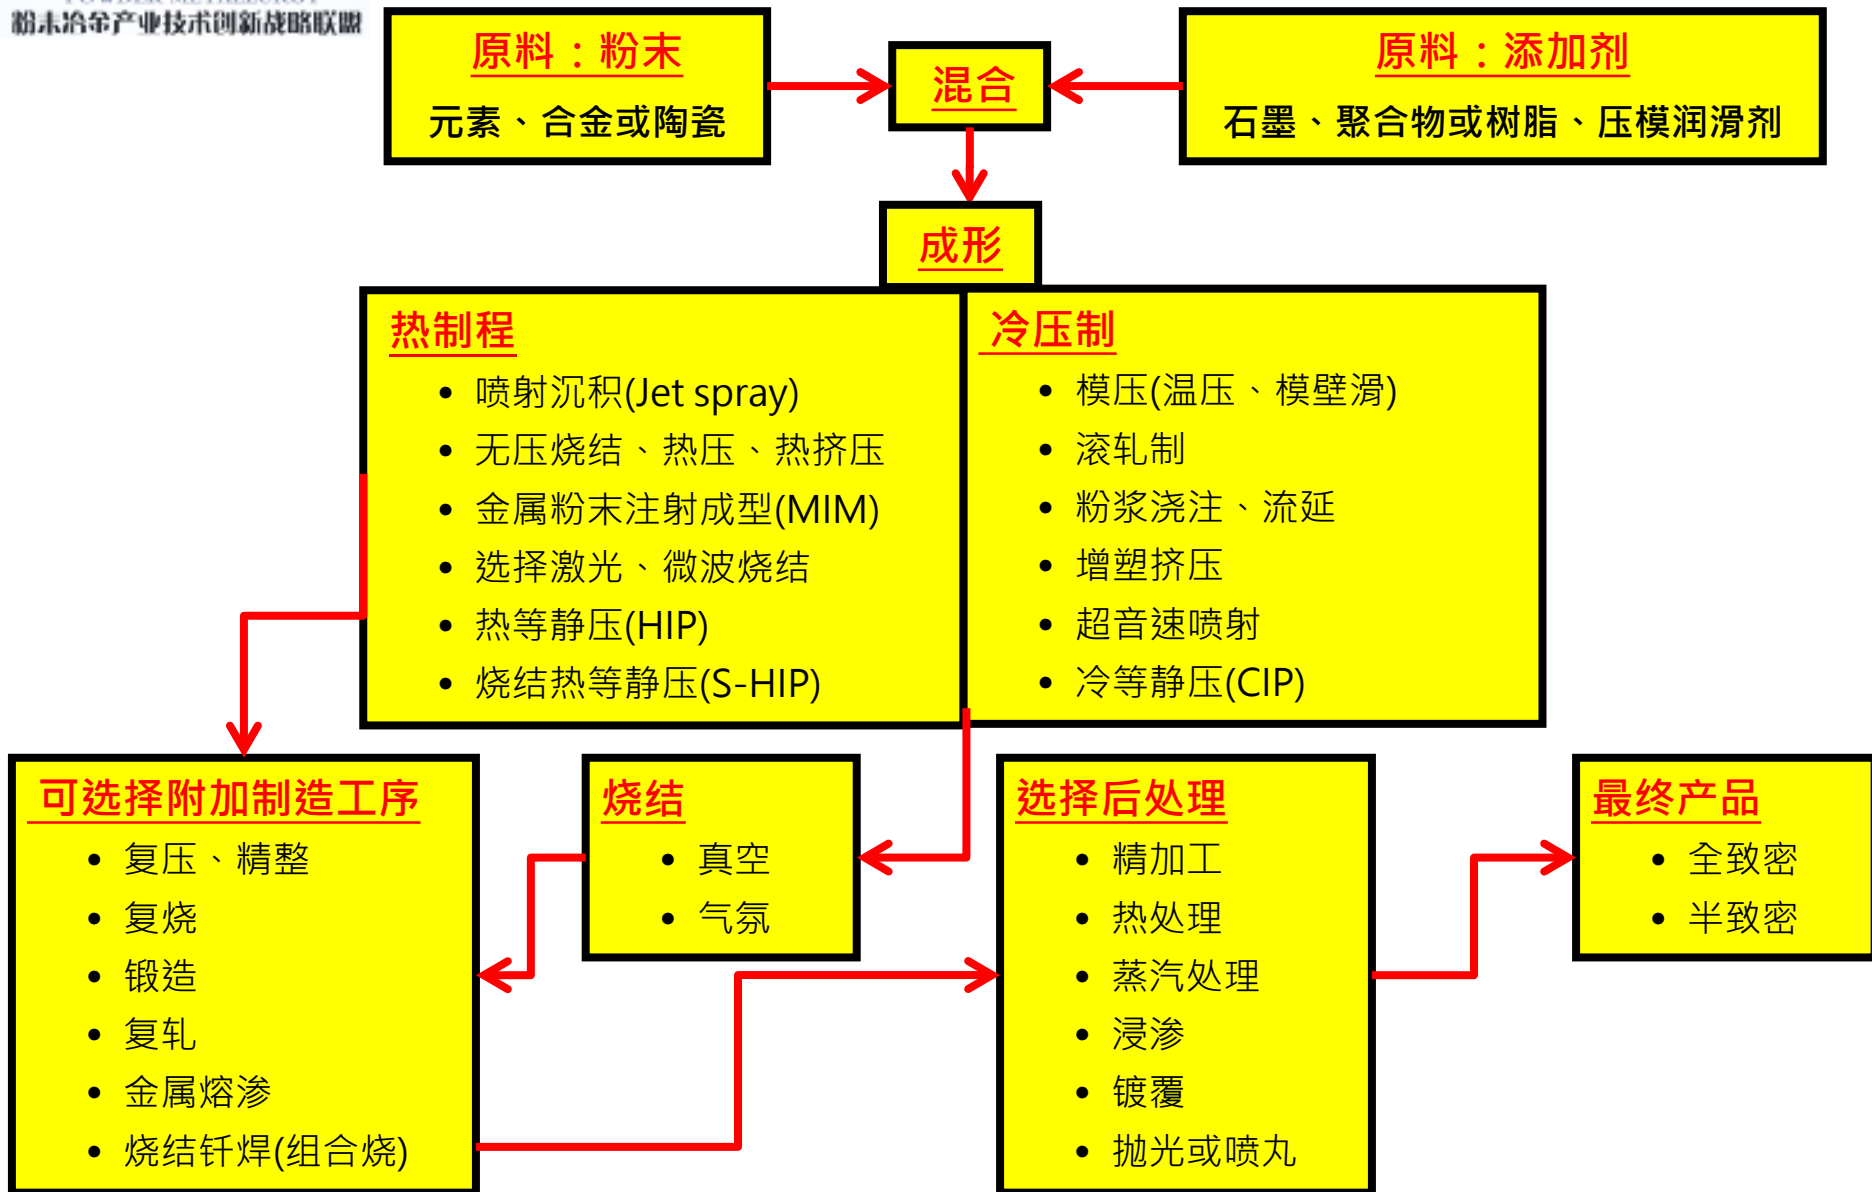 POWDER METALLURGY
粉末冶金产业技术创新战略联盟
原料：粉末
元素、合金或陶瓷
混合
原料：添加剂
石墨、聚合物或树脂、压模润滑剂
成形
热制程
• 喷射沉积(Jet spray)
• 无压烧结、热压、热挤压
• 金属粉末注射成型(MIM)
• 选择激光、微波烧结
• 热等静压(HIP)
• 烧结热等静压(S-HIP)
冷压制
• 模压(温压、模壁滑)
• 滚轧制
• 粉浆浇注、流延
• 增塑挤压
• 超音速喷射
• 冷等静压(CIP)
可选择附加制造工序
• 复压、精整
• 复烧
• 锻造
• 复轧
• 金属熔渗
• 烧结钎焊(组合烧)
烧结
• 真空
• 气氛
选择后处理
• 精加工
• 热处理
• 蒸汽处理
• 浸渗
• 镀覆
• 抛光或喷丸
最终产品
• 全致密
• 半致密